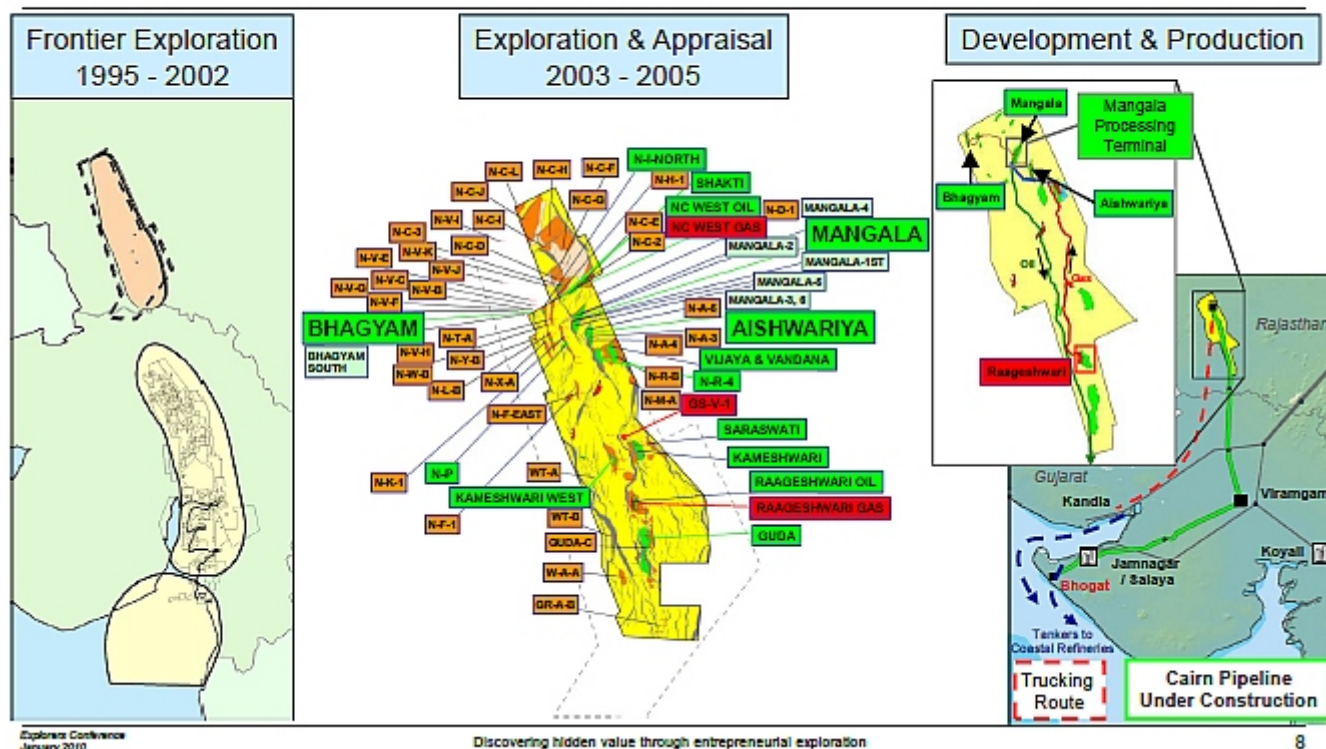 Frontier Exploration
1995 - 2002
Exploration & Appraisal
2003 - 2005
Development & Production
N-C-L
N-C-H
N-C-F
N-I-NORTH
N-C-J
N-C-G
N-H-1
SHAKTI
N-V-I
N-C-I
NC WEST OIL
N-D-1
MANGALA-4
N-C-3
N-C-D
N-C-E
NC WEST GAS
MANGALA
N-V-E
N-V-K
N-C-2
MANGALA-2
N-V-C
N-V-J
MANGALA-1ST
N-V-G
N-V-B
MANGALA-5
N-V-F
MANGALA-3, 6
BHAGYAM
N-A-5
AISHWARIYA
BHAGYAM
SOUTH
N-T-A
N-A-3
N-V-H
N-Y-B
N-A-4
VIJAYA & VANDANA
N-W-B
N-X-A
N-R-B
N-R-4
N-L-B
N-M-A
GS-V-1
N-F-EAST
SARASWATI
N-K-1
N-P
WT-A
KAMESHWARI
KAMESHWARI WEST
RAAGESHWARI OIL
N-F-1
WT-B
RAAGESHWARI GAS
GUDA-C
GUDA
W-A-A
GR-A-B
Mangala
Mangala
Processing
Terminal
Bhagyam
Aishwariya
Oil
Gas
Raageshwari
Rajasthan
Gujarat
Kandla
Viramgam
Jamnagar
/ Salaya
Koyali
Bhogat
Tankers to
Coastal Refineries
Trucking
Route
Cairn Pipeline
Under Construction
Explorers Conference
January 2010
Discovering hidden value through entrepreneurial exploration
8